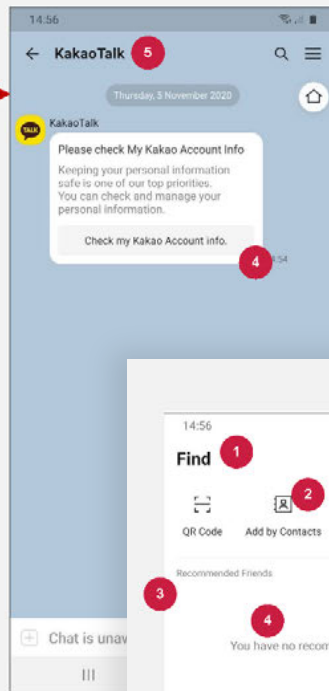 14:56
KakaoTalk 5
Thursday, 5 November 2020
TALK
KakaoTalk
Please check My Kakao Account Info
Keeping your personal information
safe is one of our top priorities.
You can check and manage your
personal information.
Check my Kakao Account info.
4
:54
14:56
Find 1
2
QR Code Add by Contacts
Recommended Friends
3
4
You have no recom
Chat is unav